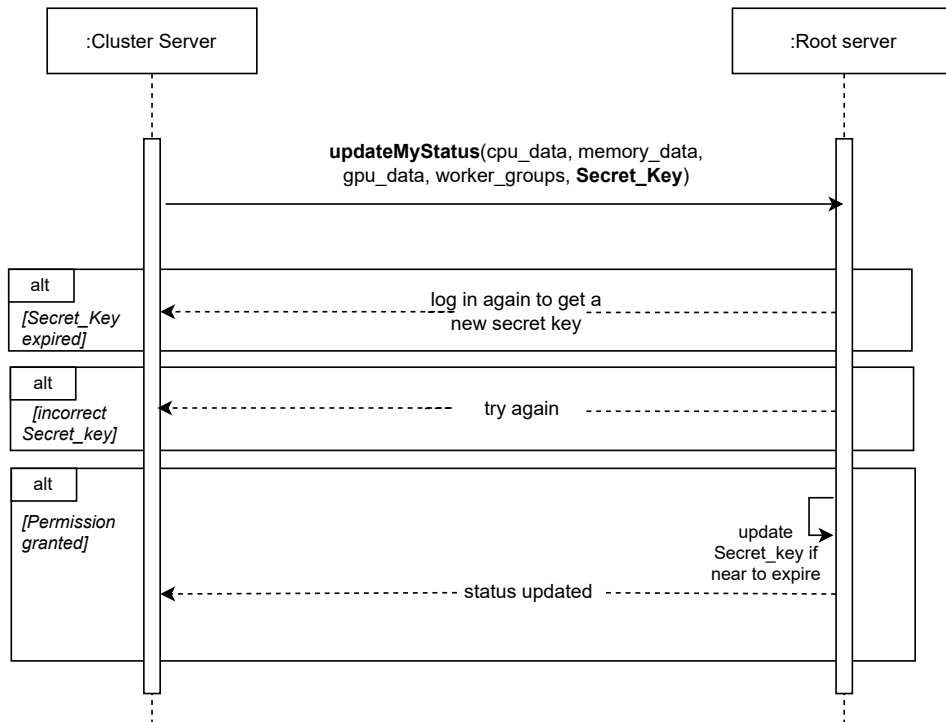 :Cluster Server
:Root server
updateMyStatus(cpu_data, memory_data,
gpu_data, worker_groups, Secret_Key)
alt
[Secret_Key
expired]
log in again to get a
new secret key
alt
[incorrect
Secret_key]
try again
alt
[Permission
granted]
update
Secret_key if
near to expire
status updated